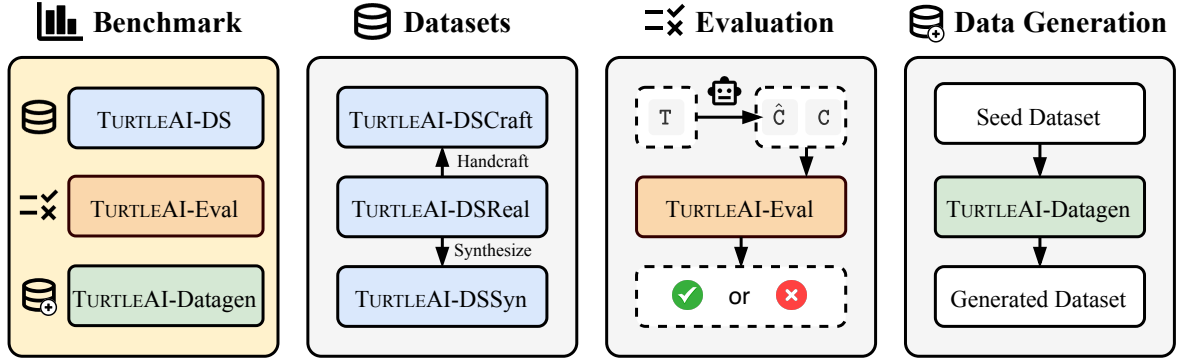 Benchmark
TURTLEAI-DS
TURTLEAI-Eval
TURTLEAI-Datagen
Datasets
TURTLEAI-DSCraft
Handcraft
TURTLEAI-DSReal
Synthesize
TURTLEAI-DSSyn
Evaluation
T Ĉ C
TURTLEAI-Eval
or
Data Generation
Seed Dataset
TURTLEAI-Datagen
Generated Dataset